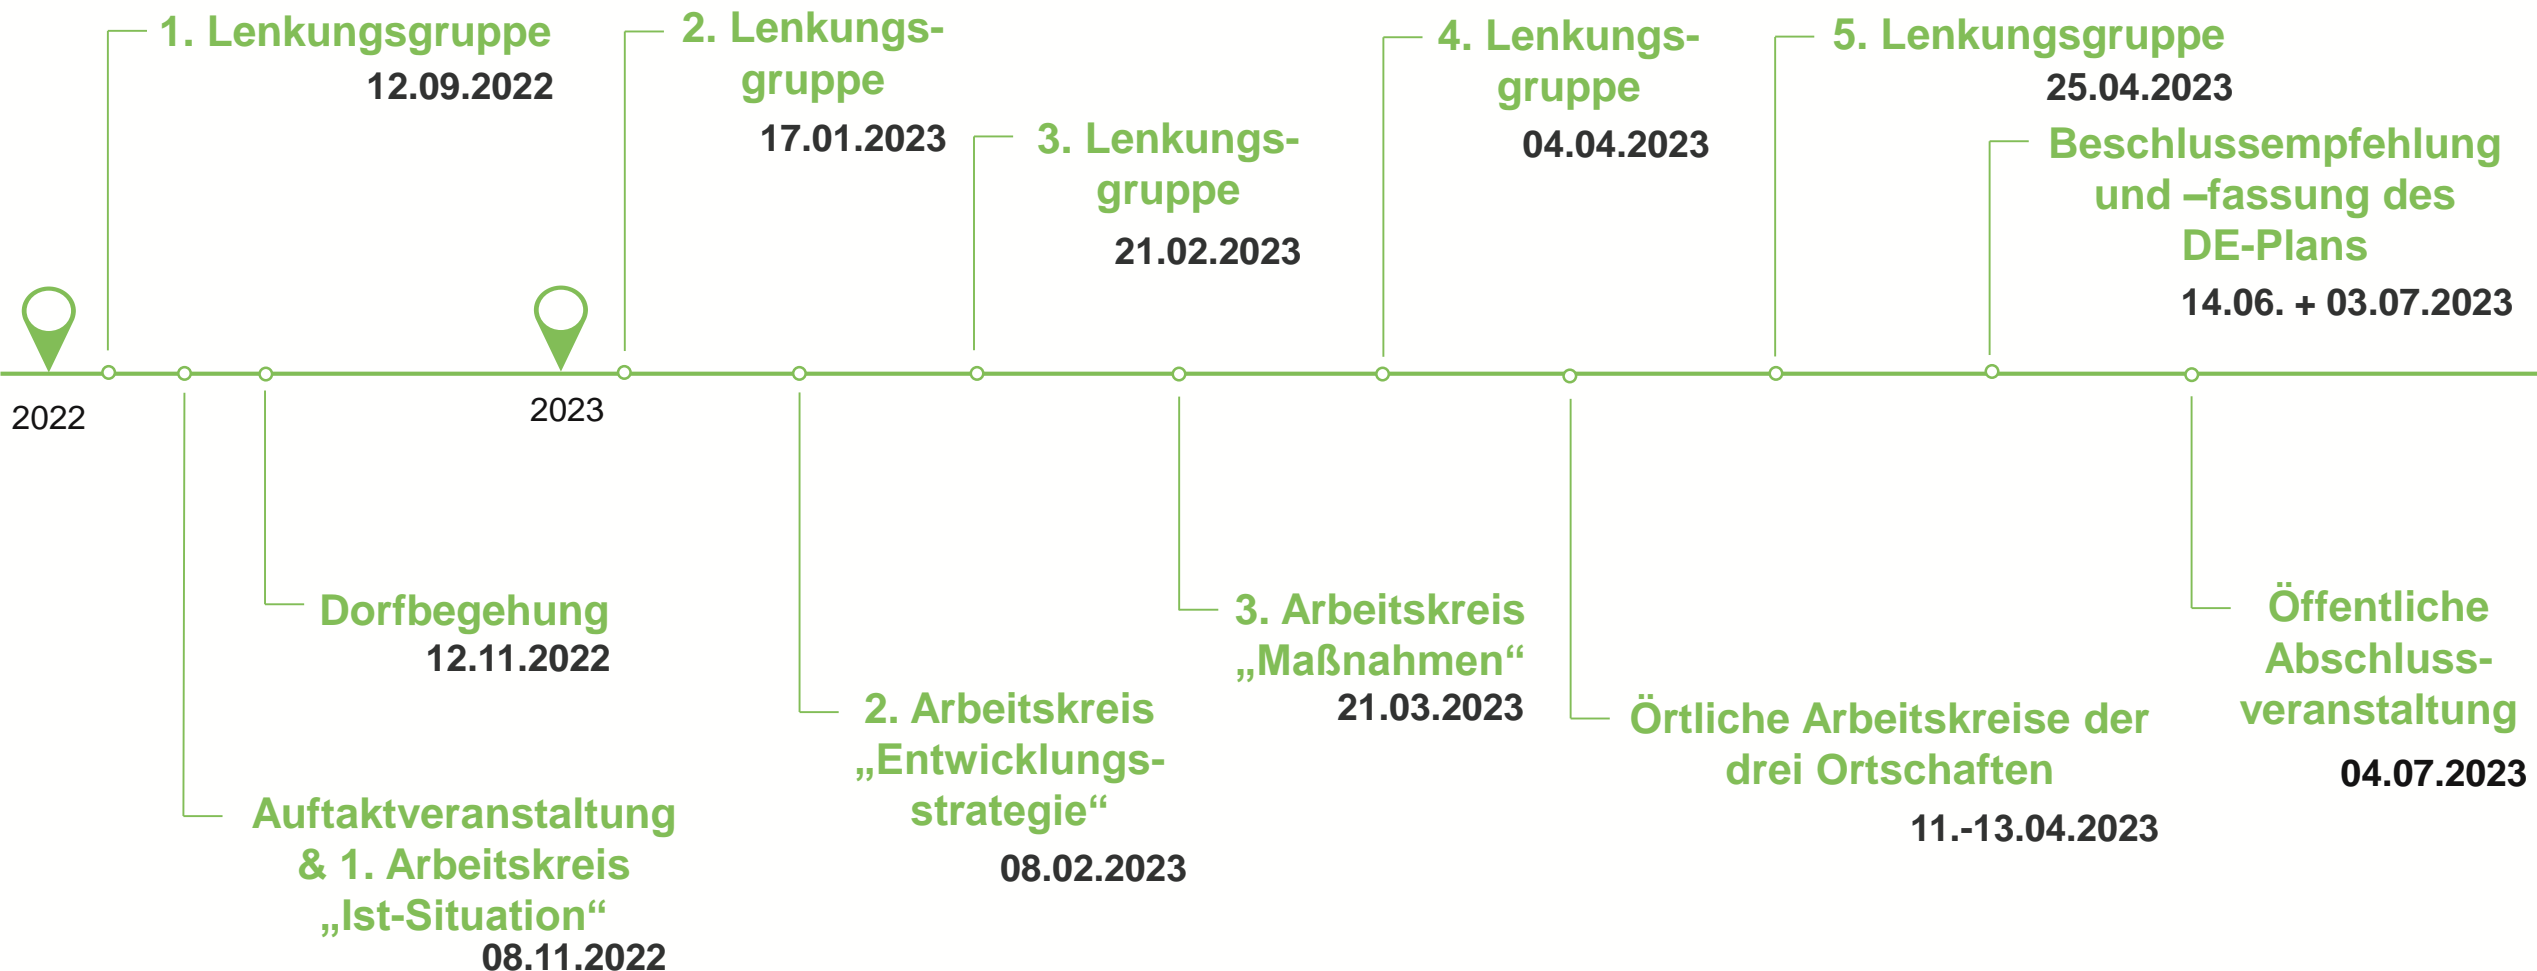 1. Lenkungsgruppe
12.09.2022
2. Lenkungs-
gruppe
17.01.2023
3. Lenkungs-
gruppe
21.02.2023
4. Lenkungs-
gruppe
04.04.2023
5. Lenkungsgruppe
25.04.2023
Beschlussempfehlung
und –fassung des
DE-Plans
14.06. + 03.07.2023
2022
2023
Auftaktveranstaltung
& 1. Arbeitskreis
„Ist-Situation“
08.11.2022
Dorfbegehung
12.11.2022
2. Arbeitskreis
„Entwicklungs-
strategie“
08.02.2023
3. Arbeitskreis
„Maßnahmen“
21.03.2023
Örtliche Arbeitskreise der
drei Ortschaften
11.-13.04.2023
Öffentliche
Abschluss-
veranstaltung
04.07.2023